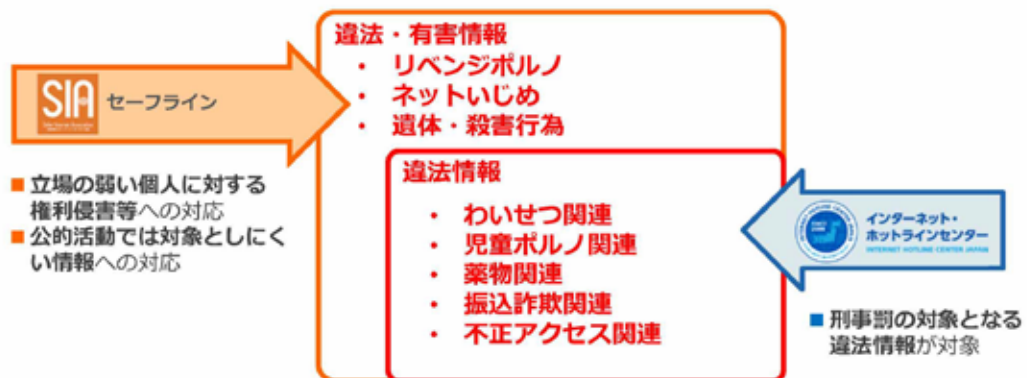 違法・有害情報
・ リベンジポルノ
・ ネットいじめ
・ 遺体・殺害行為
SIA セーフライン
■ 立場の弱い個人に対する
権利侵害等への対応
■ 公的活動では対象としにく
い情報への対応
違法情報
・ わいせつ関連
・ 児童ポルノ関連
・ 薬物関連
・ 振込詐欺関連
・ 不正アクセス関連
インターネット・
ホットラインセンター
INTERNET HOTLINE CENTER JAPAN
■ 刑事罰の対象となる
違法情報が対象